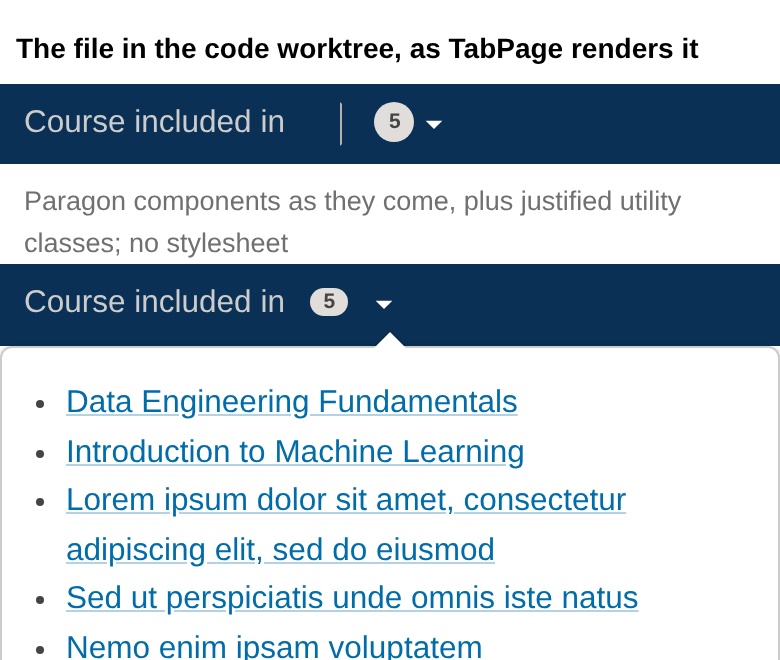 The file in the code worktree, as TabPage renders it
Course included in 5
Paragon components as they come, plus justified utility
classes; no stylesheet
Course included in 5
Data Engineering Fundamentals
Introduction to Machine Learning
Lorem ipsum dolor sit amet, consectetur
adipiscing elit, sed do eiusmod
Sed ut perspiciatis unde omnis iste natus
Nemo enim ipsam voluptatem